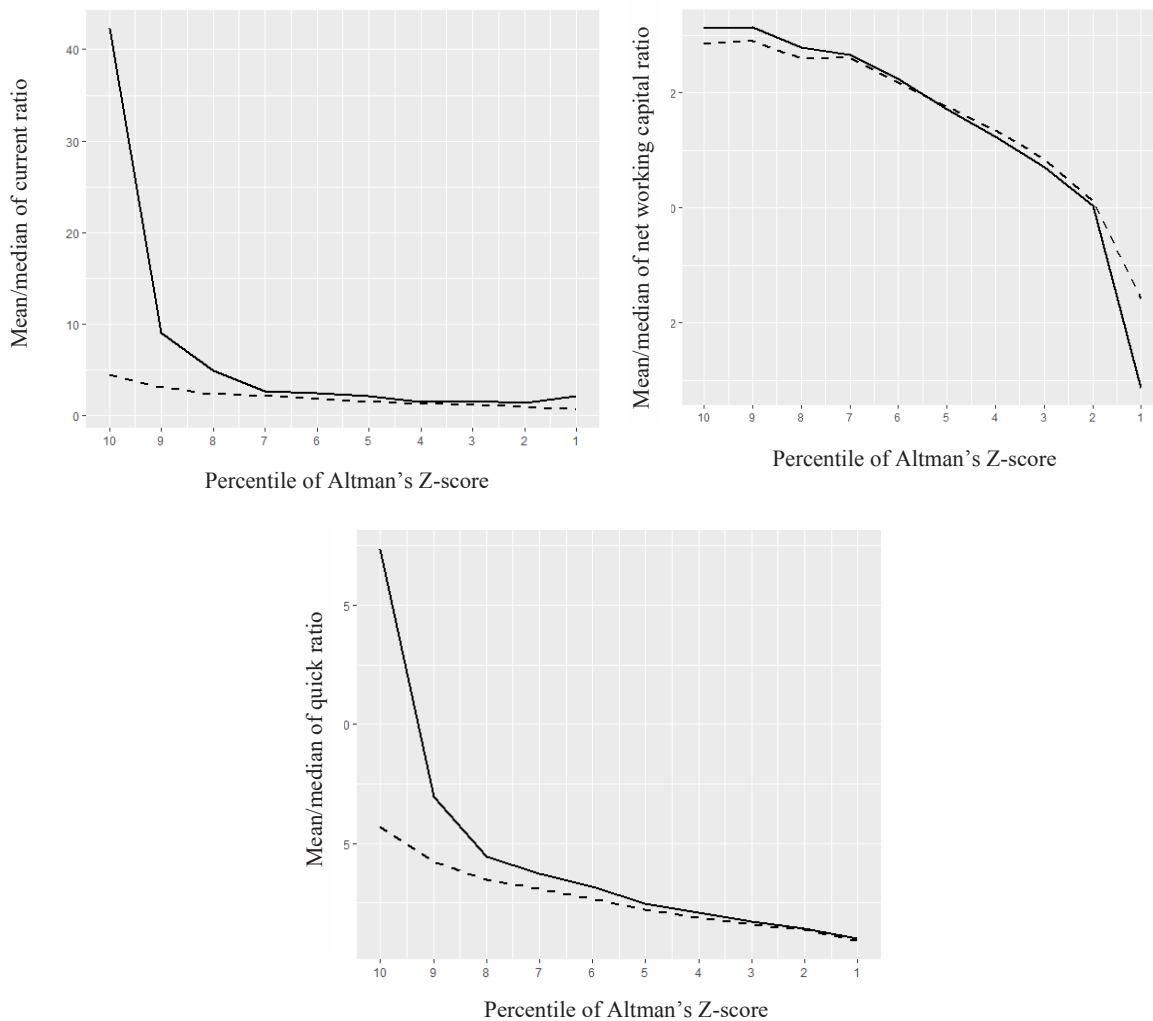 Mean/median of current ratio
40
30
20
10
0
10 9 8 7 6 5 4 3 2 1
Percentile of Altman’s Z-score
Mean/median of net working capital ratio
2
0
2
10 9 8 7 6 5 4 3 2 1
Percentile of Altman’s Z-score
Mean/median of quick ratio
5
0
5
10 9 8 7 6 5 4 3 2 1
Percentile of Altman’s Z-score